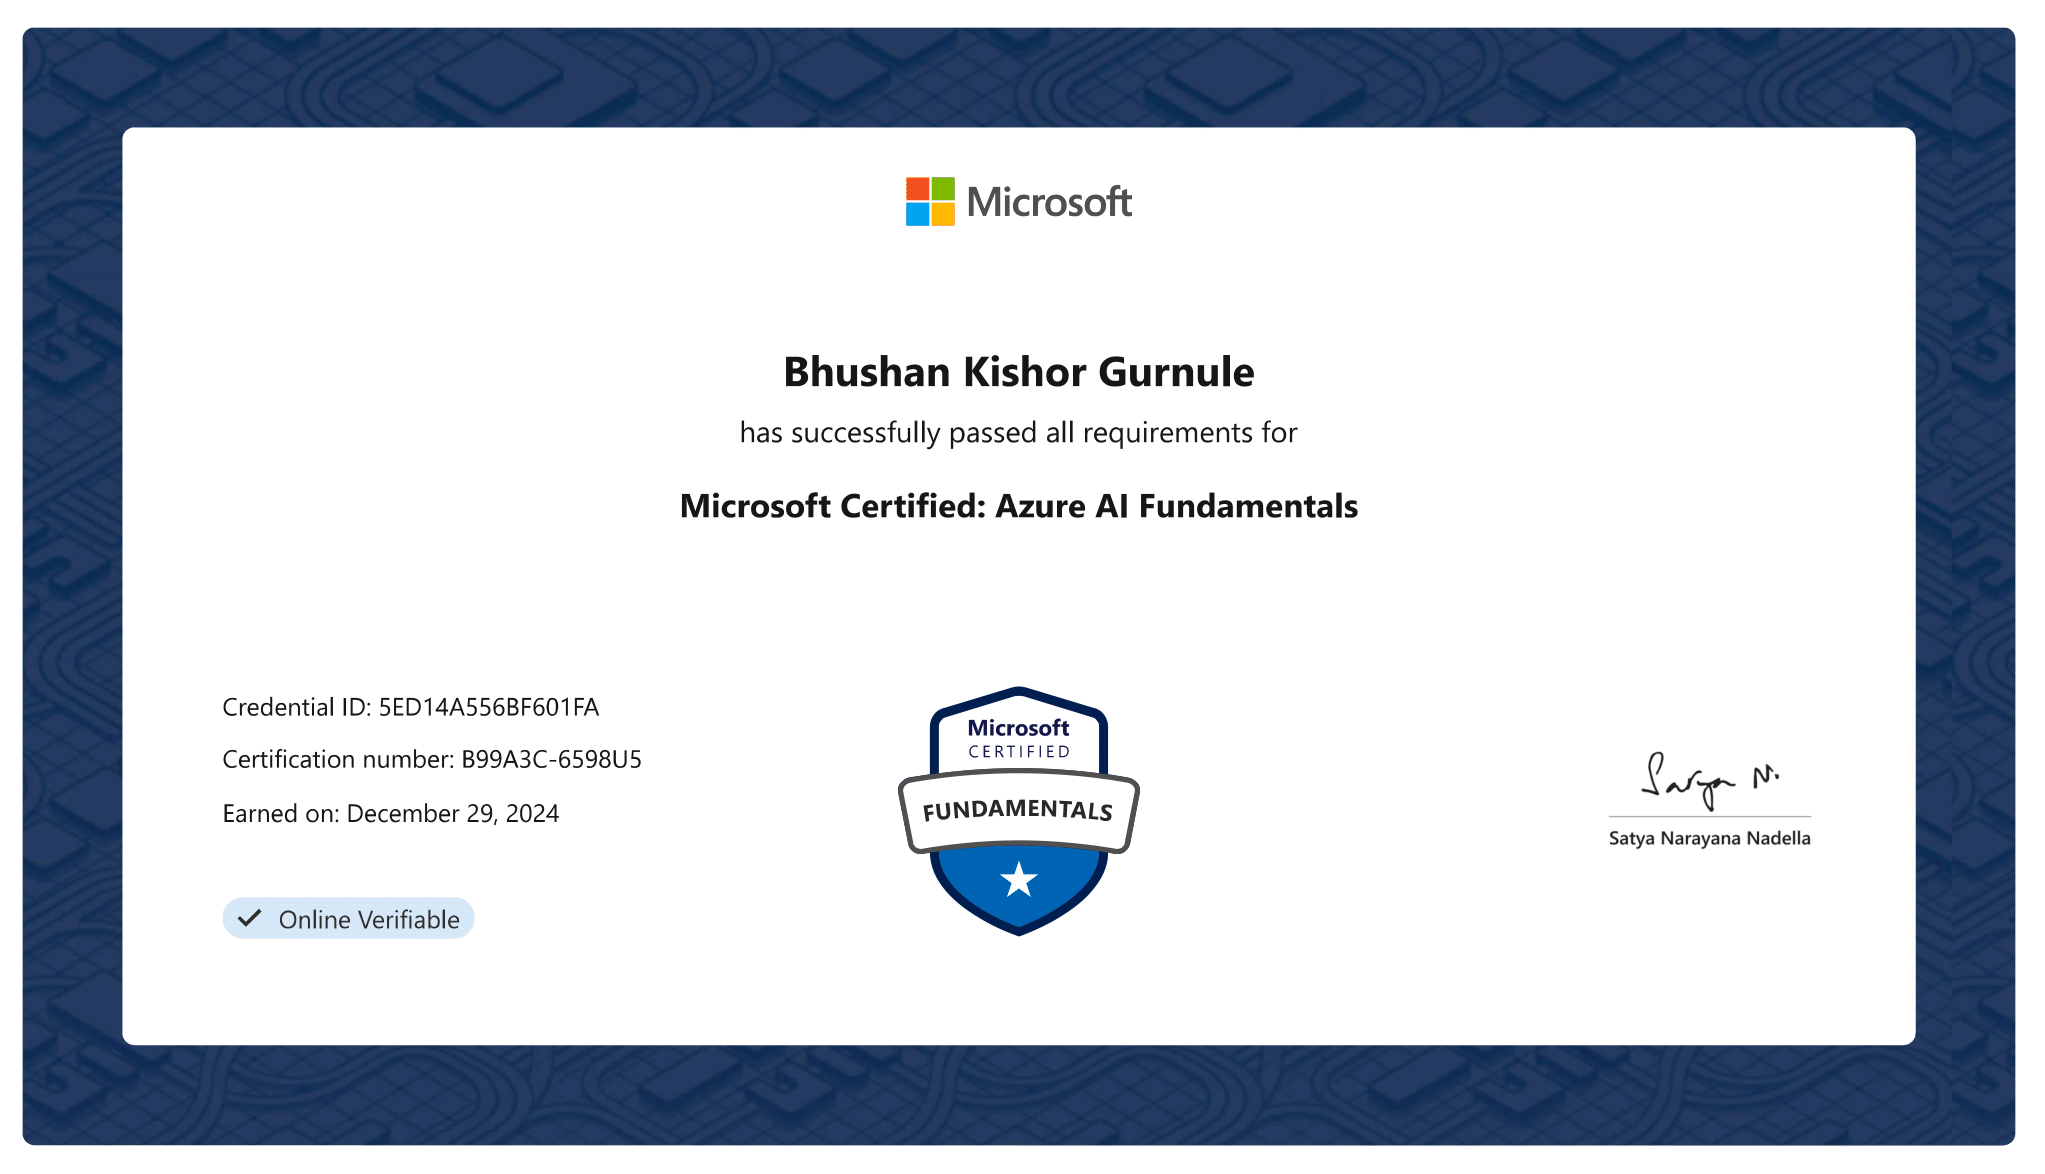 Microsoft
Bhushan Kishor Gurnule
has successfully passed all requirements for
Microsoft Certified: Azure AI Fundamentals
Credential ID: 5ED14A556BF601FA
Certification number: B99A3C-6598U5
Earned on: December 29, 2024
Online Verifiable
Microsoft
CERTIFIED
FUNDAMENTALS
Satya N.
Satya Narayana Nadella